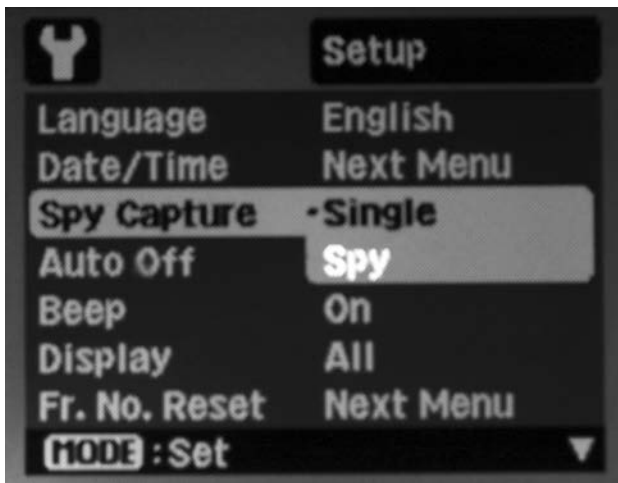 Setup
Language English
Date/Time Next Menu
Spy Capture -Single
Auto Off Spy
Beep On
Display All
Fr. No. Reset Next Menu
MODE :Set